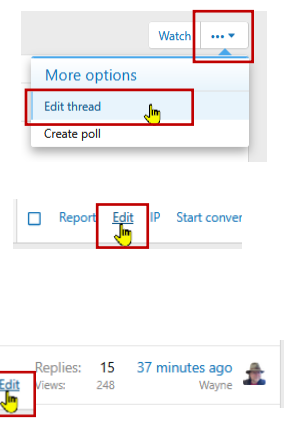 Watch ...
More options
Edit thread
Create poll
Report Edit IP Start conver
Replies: 15 37 minutes ago
Edit Views: 248 Wayne